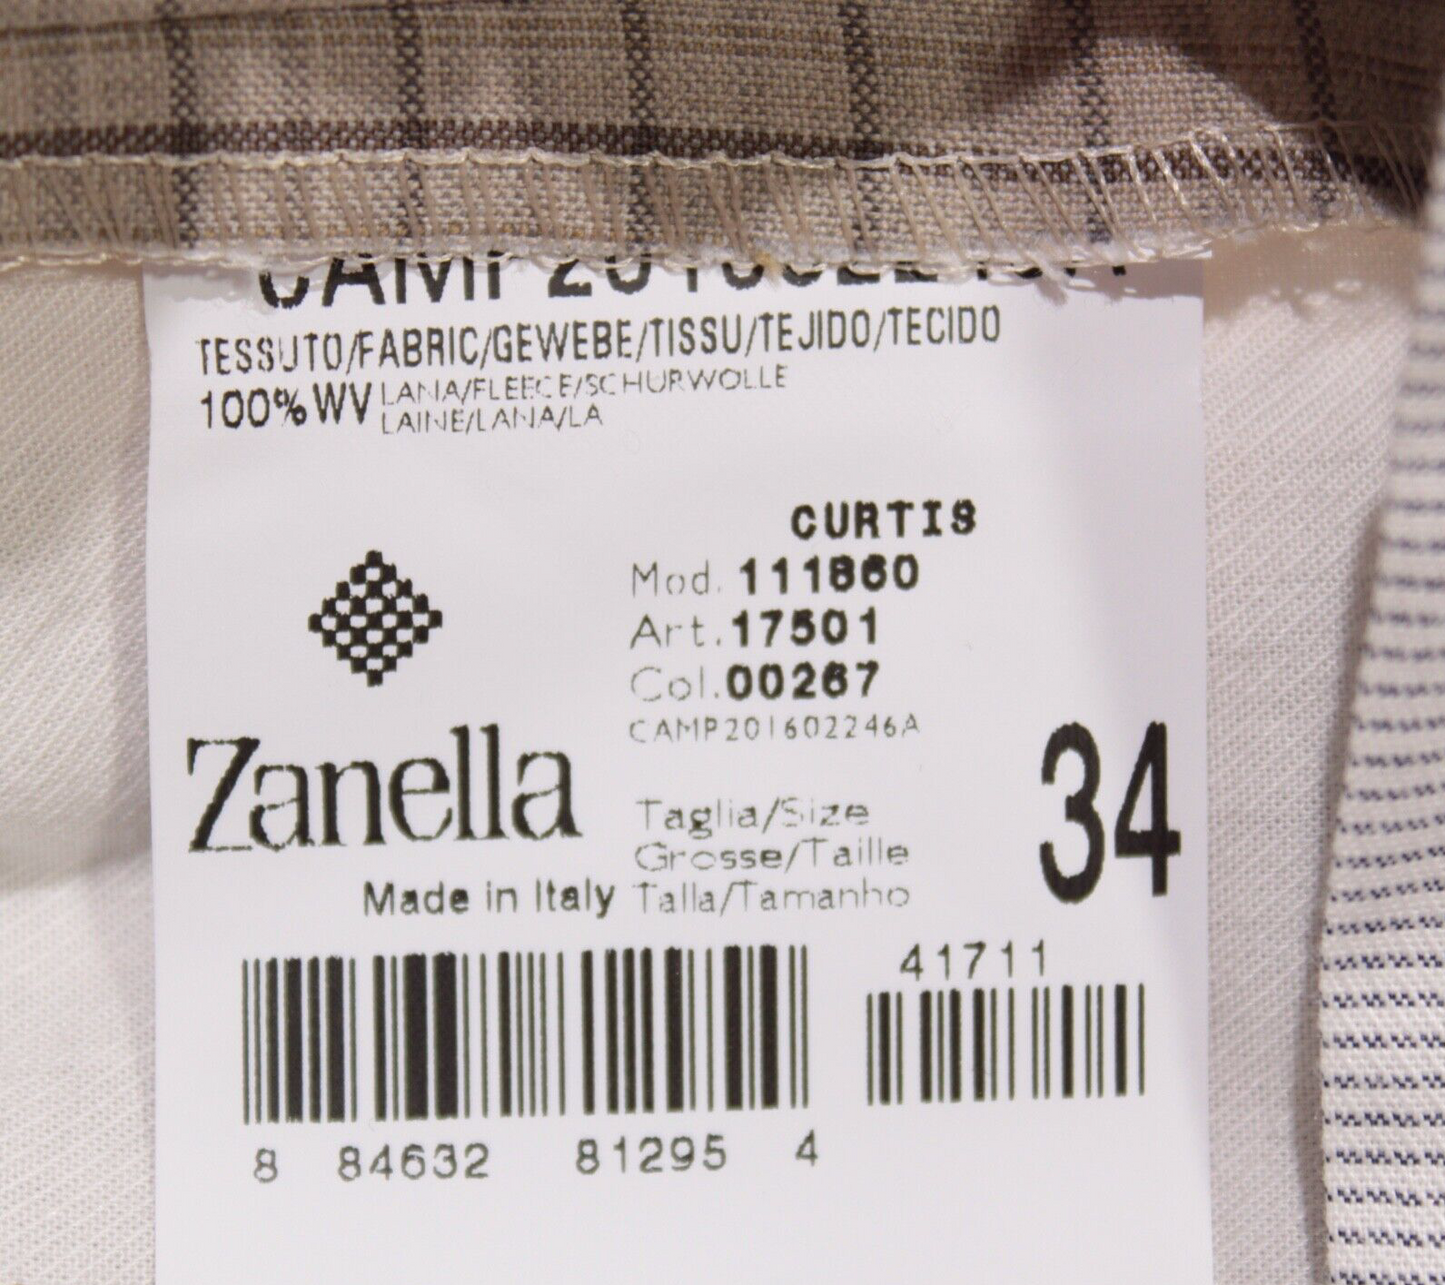 CAMP201602246A
TESSUTO/FABRIC/GEWEBE/TISSU/TEJIDO/TECIDO
100%WV LANA/FLEECE/SCHURWOLLE
LAINE/LANA/LA
CURTIS
Mod. 111860
Art. 17501
Col. 00267
CAMP201602246A
Zanella
Made in Italy
Taglia/Size
Grosse/Taille
Talla/Tamanho
34
41711
8 84632 81295 4